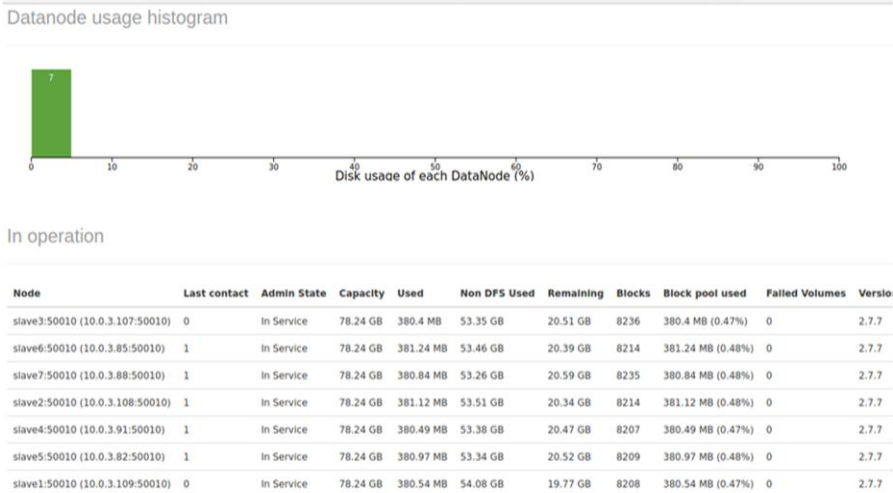 Datanode usage histogram
7
0 10 20 30 40 50 60 70 80 90 100
Disk usage of each DataNode (%)
In operation
Node Last contact Admin State Capacity Used Non DFS Used Remaining Blocks Block pool used Failed Volumes Versio
slave3:50010 (10.0.3.107:50010) 0 In Service 78.24 GB 380.4 MB 53.35 GB 20.51 GB 8236 380.4 MB (0.47%) 0 2.7.7
slave6:50010 (10.0.3.85:50010) 1 In Service 78.24 GB 381.24 MB 53.46 GB 20.39 GB 8214 381.24 MB (0.48%) 0 2.7.7
slave7:50010 (10.0.3.88:50010) 1 In Service 78.24 GB 380.84 MB 53.26 GB 20.59 GB 8235 380.84 MB (0.48%) 0 2.7.7
slave2:50010 (10.0.3.108:50010) 1 In Service 78.24 GB 381.12 MB 53.51 GB 20.34 GB 8214 381.12 MB (0.48%) 0 2.7.7
slave4:50010 (10.0.3.91:50010) 1 In Service 78.24 GB 380.49 MB 53.38 GB 20.47 GB 8207 380.49 MB (0.47%) 0 2.7.7
slave5:50010 (10.0.3.82:50010) 1 In Service 78.24 GB 380.97 MB 53.34 GB 20.52 GB 8209 380.97 MB (0.48%) 0 2.7.7
slave1:50010 (10.0.3.109:50010) 0 In Service 78.24 GB 380.54 MB 54.08 GB 19.77 GB 8208 380.54 MB (0.47%) 0 2.7.7